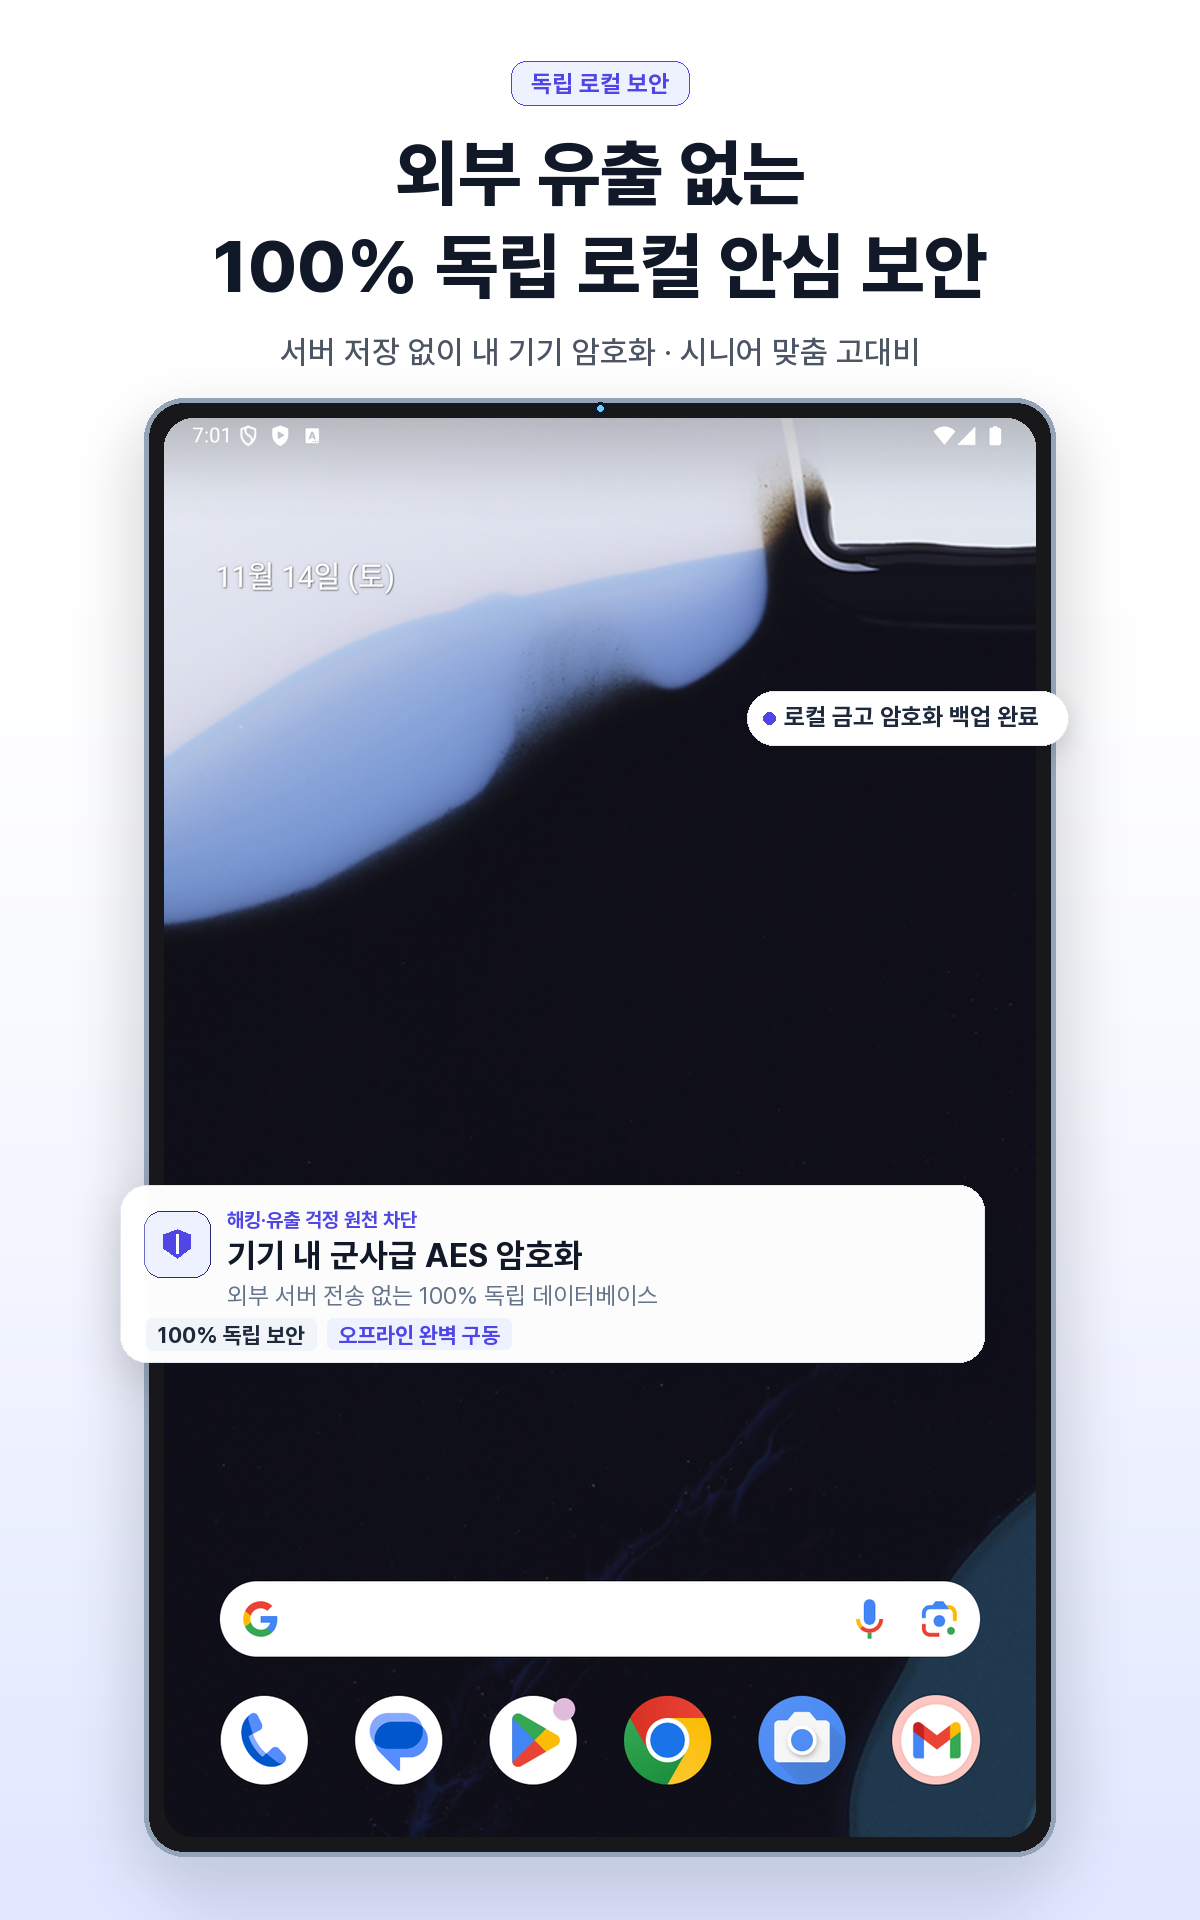 독립 로컬 보안
외부 유출 없는
100% 독립 로컬 안심 보안
서버 저장 없이 내 기기 암호화 · 시니어 맞춤 고대비
7:01
11월 14일 (토)
로컬 금고 암호화 백업 완료
해킹·유출 걱정 원천 차단
기기 내 군사급 AES 암호화
외부 서버 전송 없는 100% 독립 데이터베이스
100% 독립 보안 오프라인 완벽 구동